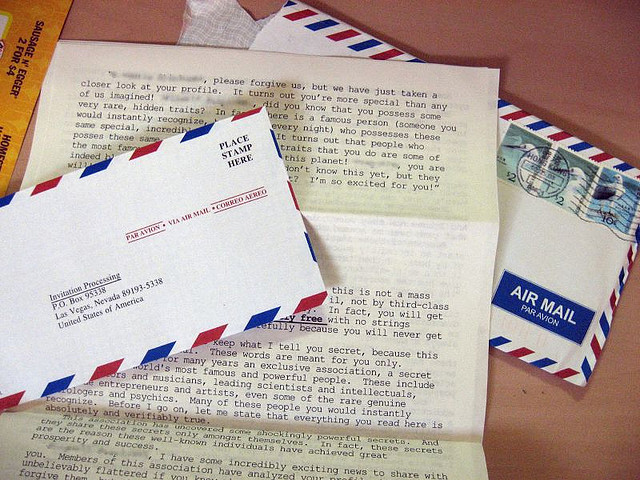 SAUSAGE N' EGGER
2 FOR $4
, please forgive us, but we have just taken a
closer look at your profile. It turns out you're more special than any
of us imagined! did you know that you possess some
very rare, hidden traits? In there is a famous person (someone you
would instantly recognize, every night) who possesses these
same special, It turns out that people who
posses these same traits that you do are some of
the most this planet! , you are
indeed don't know this yet, but they
? I'm so excited for you!"
PLACE
STAMP
HERE
PAR AVION • VIA AIR MAIL • CORREO AEREO
Invitation Processing
P.O. Box 95338
Las Vegas, Nevada 89193-5338
United States of America
$2
$2
10c
AIR MAIL
PAR AVION
this is not a mass
il, not by third-class
In fact, you will get
free with no strings
because you will never get
keep what I tell you secret, because this
These words are meant for you only.
for many years an exclusive association, a secret
world's most famous and powerful people. These include
and musicians, leading scientists and intellectuals,
entrepreneurs and artists, even some of the rare genuine
and psychics. Many of these people you would instantly
recognize. Before I go on, let me state that everything you read here is
absolutely and verifiably true.
This association has uncovered some shockingly powerful secrets. And
they share these secrets only amongst themselves. In fact, these secrets
are the reason these well-known individuals have achieved great
prosperity and success.
, I have some incredibly exciting news to share with
you. Members of this association have analyzed your
unbelievably flattered if you
forgive